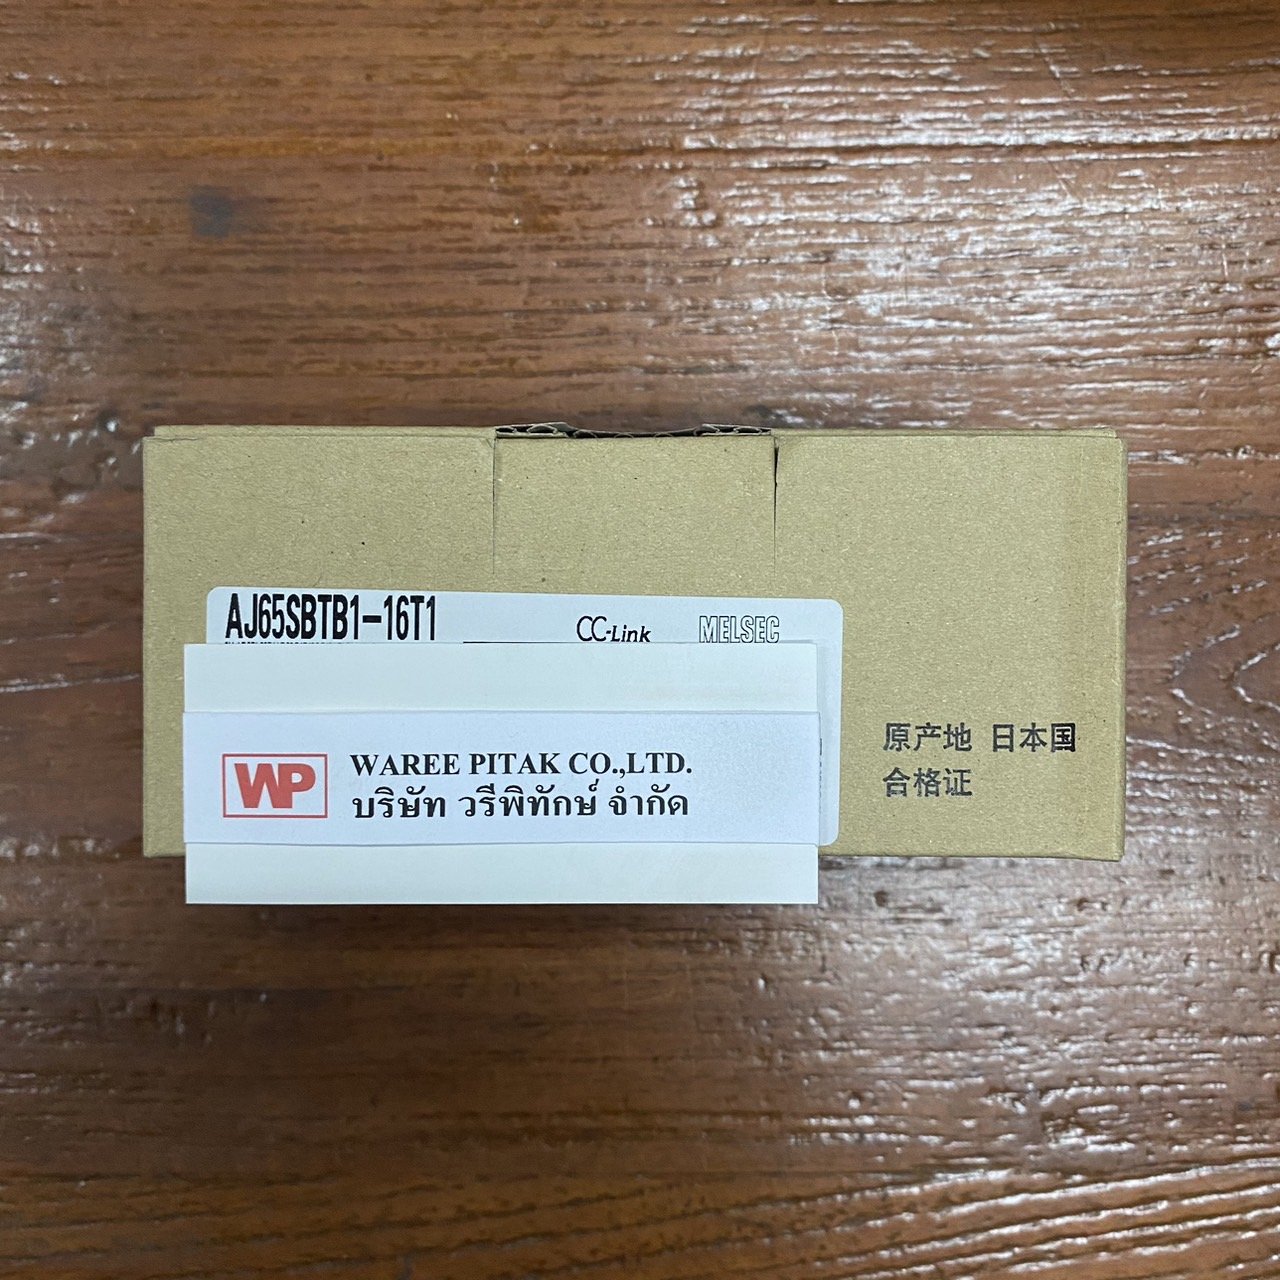 AJ65SBTB1-16T1
CC-Link
MELSEC
WP
WAREE PITAK CO.,LTD.
บริษัท วรีพิทักษ์ จำกัด
原产地 日本国
合格证